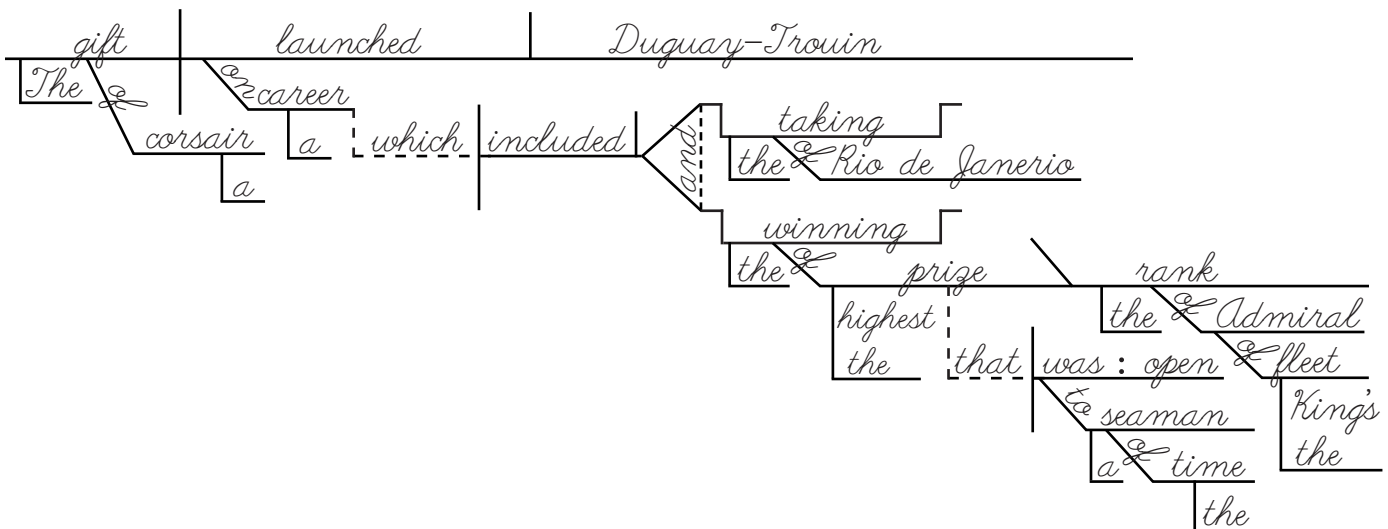 gift launched Duguay-Trouin
The of on career
corsair a which included and taking
a the of Rio de Janerio
winning
the of prize rank
highest the of Admiral
the that was : open of fleet
to seaman King's
a of time the
the